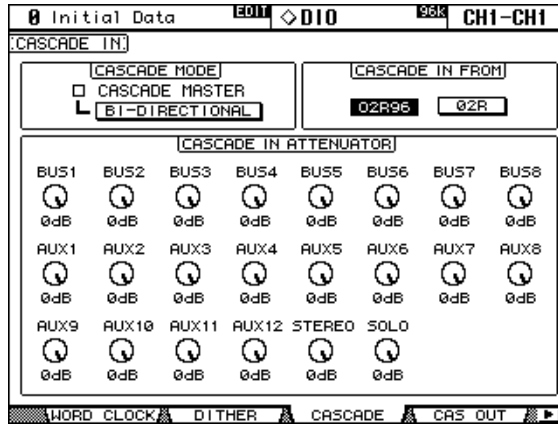 0 Initial Data EDIT ◇DIO 96K CH1-CH1
CASCADE IN
CASCADE MODE CASCADE IN FROM
CASCADE MASTER
BI-DIRECTIONAL 02R96 02R
CASCADE IN ATTENUATOR
BUS1 BUS2 BUS3 BUS4 BUS5 BUS6 BUS7 BUS8
0dB 0dB 0dB 0dB 0dB 0dB 0dB 0dB
AUX1 AUX2 AUX3 AUX4 AUX5 AUX6 AUX7 AUX8
0dB 0dB 0dB 0dB 0dB 0dB 0dB 0dB
AUX9 AUX10 AUX11 AUX12 STEREO SOLO
0dB 0dB 0dB 0dB 0dB 0dB
WORD CLOCK DITHER CASCADE CAS OUT